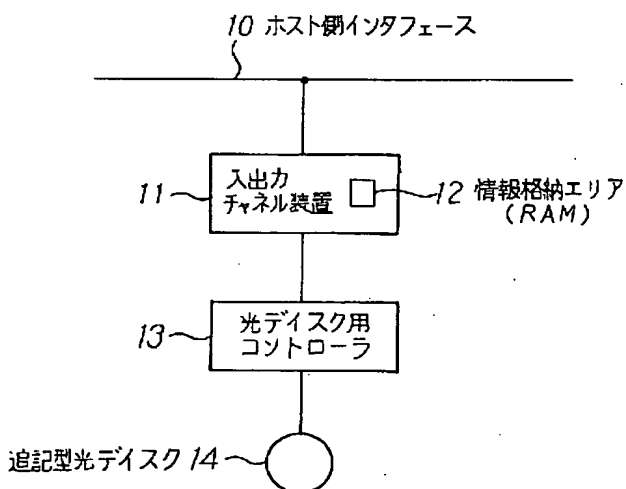 10 ホスト側インタフェース
11
入出力
チャネル装置
12 情報格納エリア
(RAM)
13
光ディスク用
コントローラ
追記型光ディスク 14